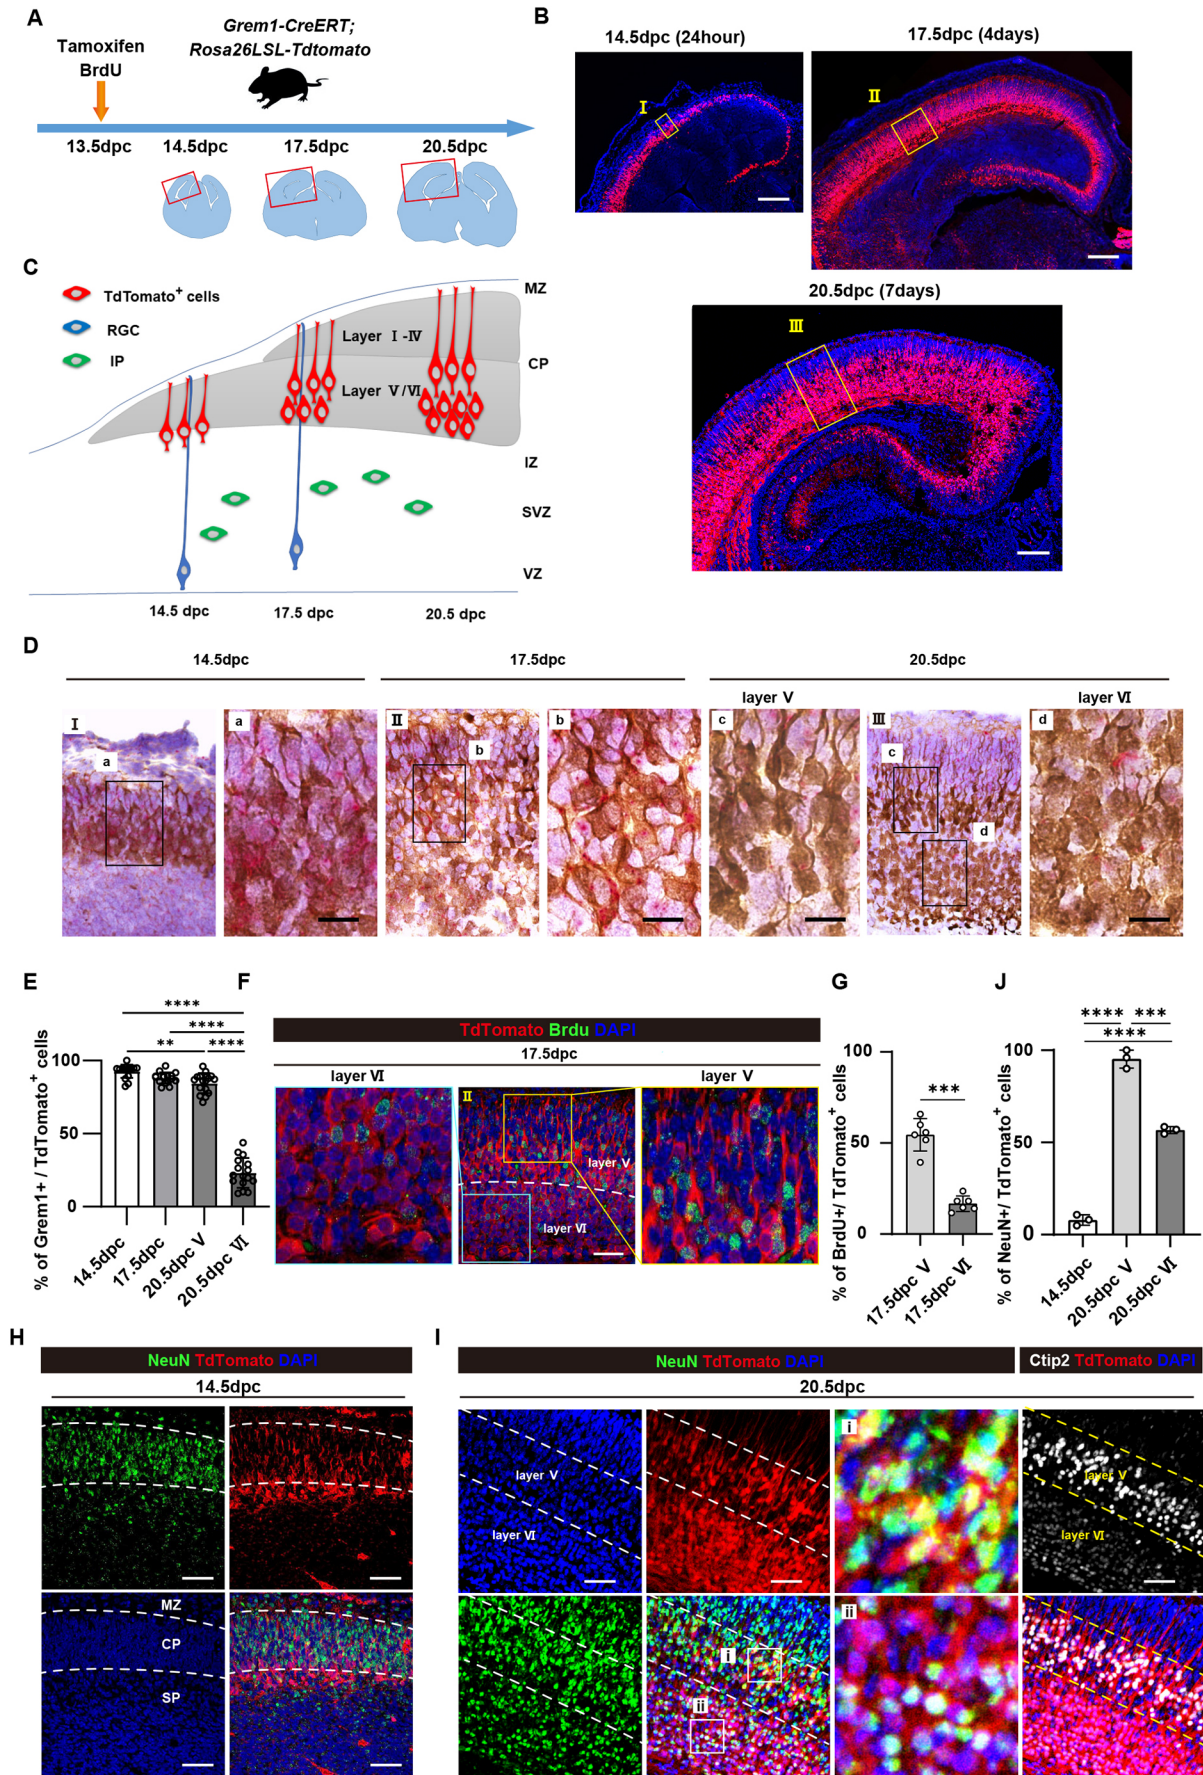 A
Tamoxifen
BrdU
Grem1-CreERT;
Rosa26LSL-Tdtomato
13.5dpc 14.5dpc 17.5dpc 20.5dpc
B
14.5dpc (24hour)
I
17.5dpc (4days)
II
20.5dpc (7days)
III
C
TdTomato+ cells
RGC
IP
Layer I-IV
Layer V/VI
MZ
CP
IZ
SVZ
VZ
14.5 dpc 17.5 dpc 20.5 dpc
D
14.5dpc 17.5dpc 20.5dpc
layer V layer VI
I a a II b b c III c d d
E
****
****
** ****
% of Grem1+ / TdTomato+ cells
100
50
0
14.5dpc
17.5dpc
20.5dpc V
20.5dpc VI
F
TdTomato Brdu DAPI
17.5dpc
layer VI layer V
II
layer V
layer VI
G
% of BrdU+/ TdTomato+ cells
100
50
0
***
17.5dpc V
17.5dpc VI
J
% of NeuN+/ TdTomato+ cells
**** ***
****
100
50
0
14.5dpc
20.5dpc V
20.5dpc VI
H
NeuN TdTomato DAPI
14.5dpc
MZ
CP
SP
I
NeuN TdTomato DAPI Ctip2 TdTomato DAPI
20.5dpc
layer V
layer VI
i
layer V
layer VI
i
ii
ii